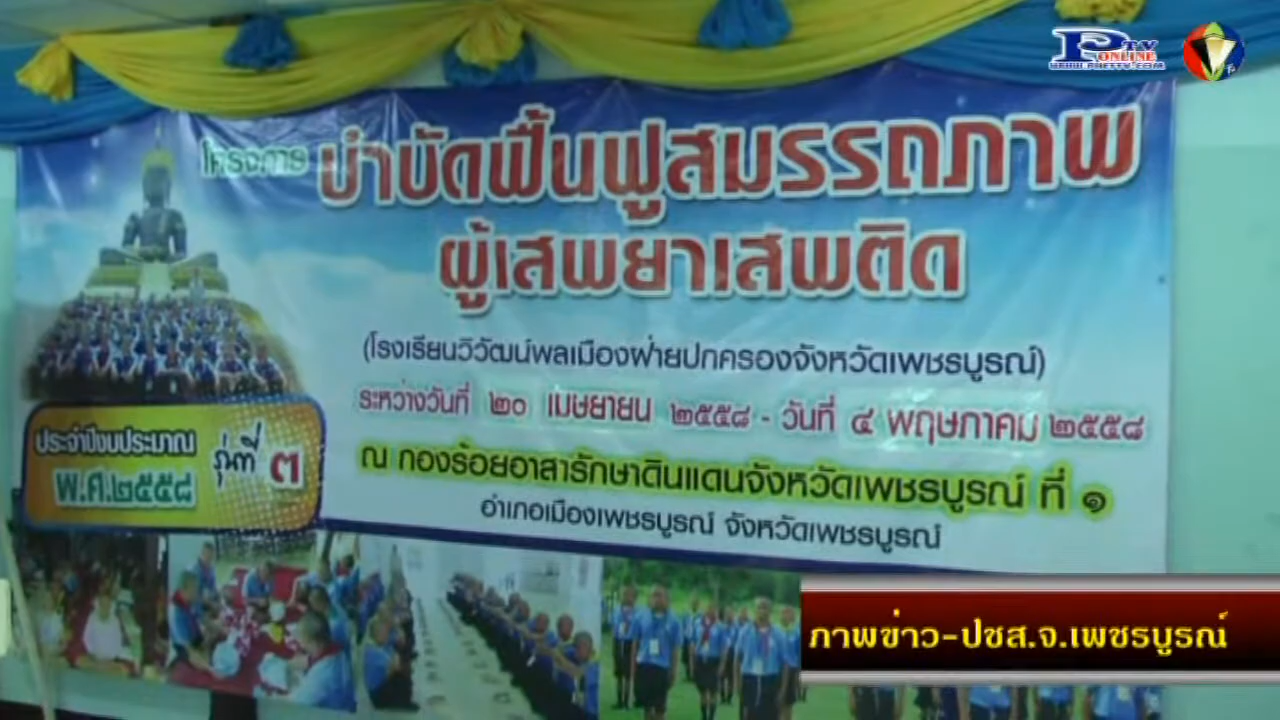 PTV
ONLINE
WWW.PHETTV.COM
โครงการ บำบัดฟื้นฟูสมรรถภาพ
ผู้เสพยาเสพติด
(โรงเรียนวิวัฒน์พลเมืองฝ่ายปกครองจังหวัดเพชรบูรณ์)
ระหว่างวันที่ ๒๐ เมษายายน ๒๕๕๘ - วันที่ ๔ พฤษภาคม ๒๕๕๘
ประจำปีงบประมาณ
พ.ศ.๒๕๕๘ รุ่นที่ ๓
ณ กองร้อยอาสารักษาดินแดนจังหวัดเพชรบูรณ์ ที่ ๑
อำเภอเมืองเพชรบูรณ์ จังหวัดเพชรบูรณ์
ภาพข่าว-ปชส.จ.เพชรบูรณ์